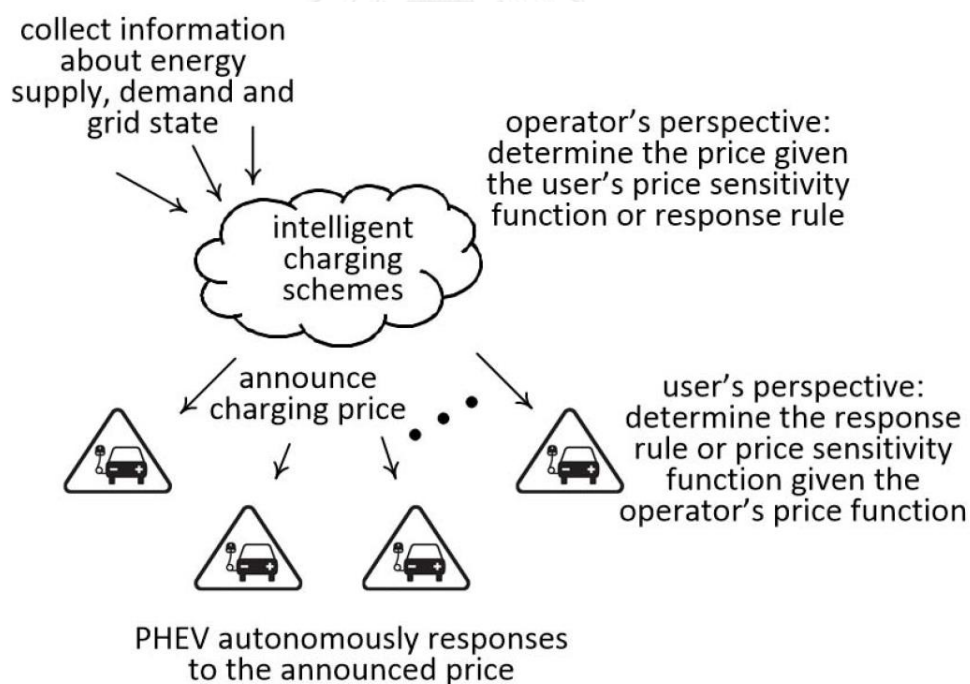 collect information
about energy
supply, demand and
grid state
operator’s perspective:
determine the price given
the user’s price sensitivity
function or response rule
intelligent
charging
schemes
announce
charging price
user’s perspective:
determine the response
rule or price sensitivity
function given the
operator’s price function
PHEV autonomously responses
to the announced price